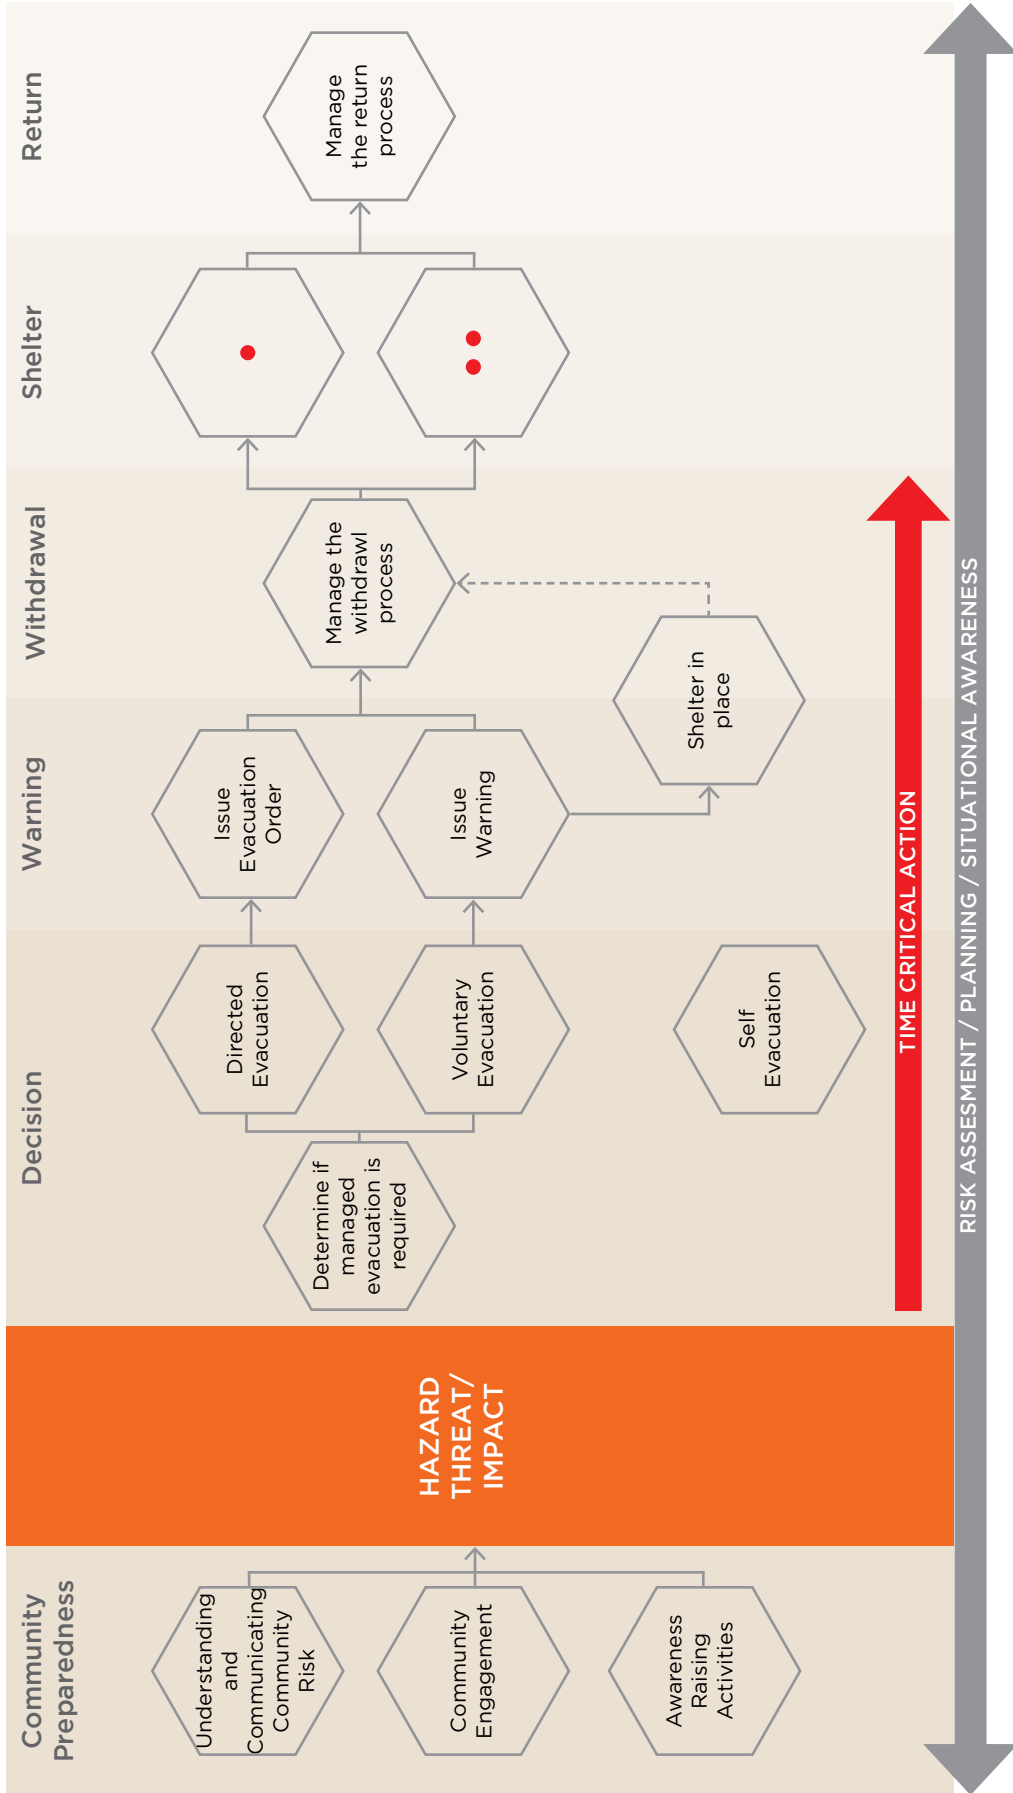 Community
Preparedness
Decision
Warning
Withdrawal
Shelter
Return
Understanding
and
Communicating
Community
Risk
Community
Engagement
Awareness
Raising
Activities
HAZARD
THREAT/
IMPACT
Determine if
managed
evacuation is
required
Directed
Evacuation
Voluntary
Evacuation
Self
Evacuation
Issue
Evacuation
Order
Issue
Warning
Shelter in
place
Manage the
withdrawl
process
Manage
the return
process
TIME CRITICAL ACTION
RISK ASSESMENT / PLANNING / SITUATIONAL AWARENESS